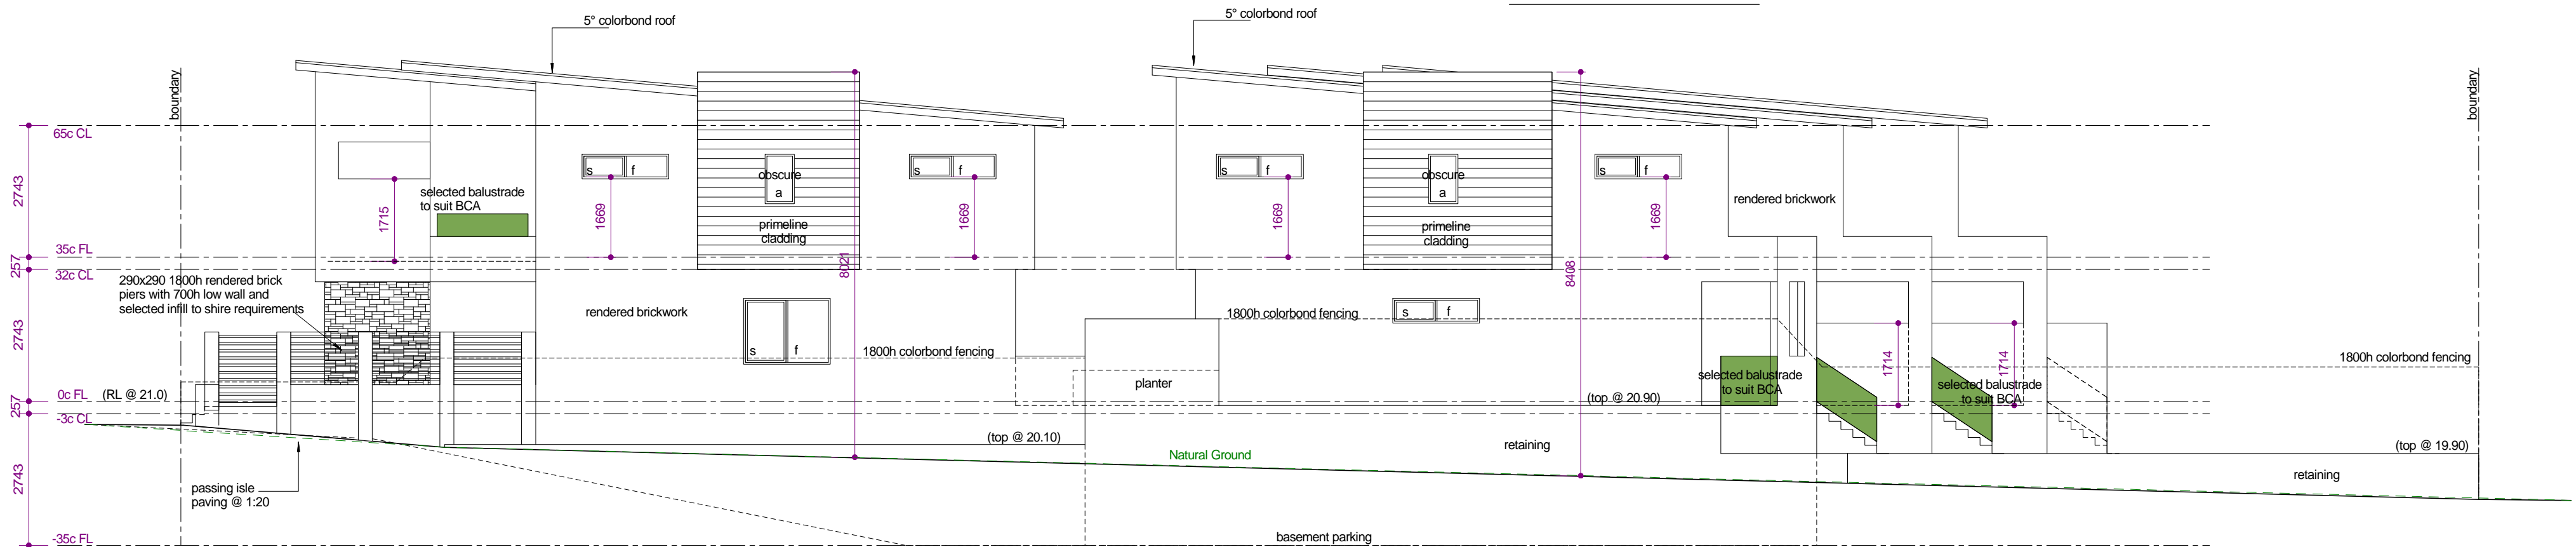 5° colorbond roof
5° colorbond roof
boundary
boundary
65c CL
2743
35c FL
257
32c CL
2743
0c FL
(RL @ 21.0)
257
-3c CL
2743
-35c FL
1715
selected balustrade
to suit BCA
290x290 1800h rendered brick
piers with 700h low wall and
selected infill to shire requirements
passing isle
paving @ 1:20
s f
1669
obscure
a
primeline
cladding
8021
s f
1669
rendered brickwork
s f
1800h colorbond fencing
(top @ 20.10)
s f
1669
obscure
a
primeline
cladding
8408
s f
1669
rendered brickwork
1800h colorbond fencing
s f
planter
(top @ 20.90)
Natural Ground
retaining
basement parking
selected balustrade
to suit BCA
1714
selected balustrade
to suit BCA
1714
1800h colorbond fencing
(top @ 19.90)
retaining